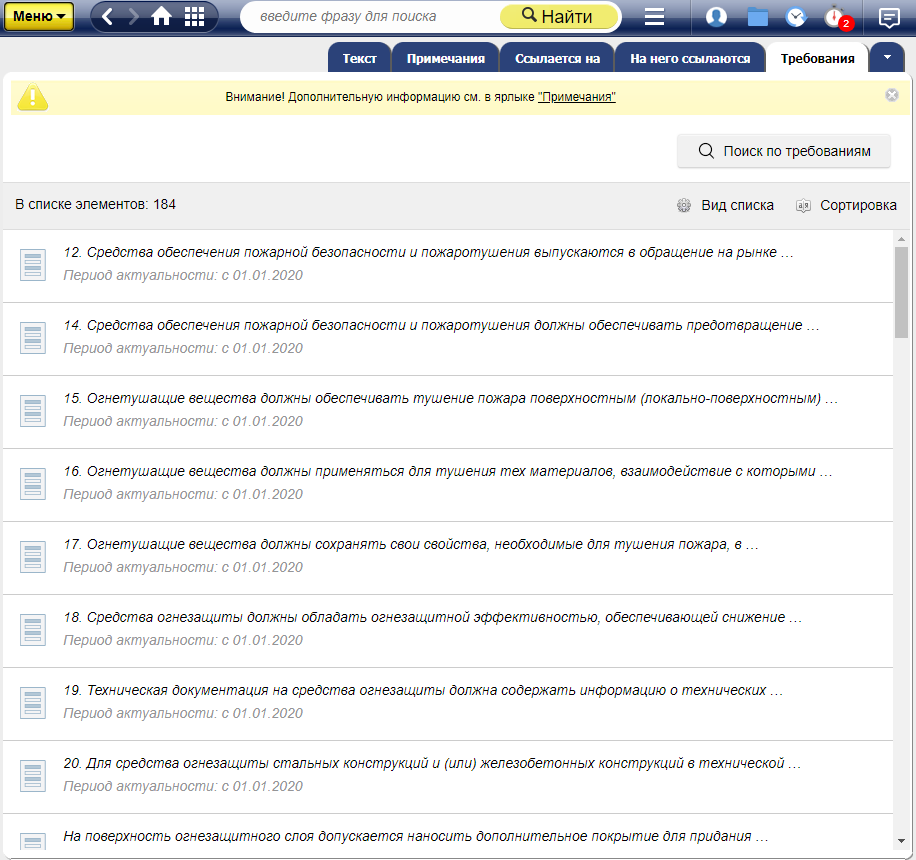 Меню
введите фразу для поиска
Найти
2
Текст
Примечания
Ссылается на
На него ссылаются
Требования
Внимание! Дополнительную информацию см. в ярлыке "Примечания"
Поиск по требованиям
В списке элементов: 184
Вид списка
Сортировка
12. Средства обеспечения пожарной безопасности и пожаротушения выпускаются в обращение на рынке ...
Период актуальности: с 01.01.2020
14. Средства обеспечения пожарной безопасности и пожаротушения должны обеспечивать предотвращение ...
Период актуальности: с 01.01.2020
15. Огнетушащие вещества должны обеспечивать тушение пожара поверхностным (локально-поверхностным) ...
Период актуальности: с 01.01.2020
16. Огнетушащие вещества должны применяться для тушения тех материалов, взаимодействие с которыми ...
Период актуальности: с 01.01.2020
17. Огнетушащие вещества должны сохранять свои свойства, необходимые для тушения пожара, в ...
Период актуальности: с 01.01.2020
18. Средства огнезащиты должны обладать огнезащитной эффективностью, обеспечивающей снижение ...
Период актуальности: с 01.01.2020
19. Техническая документация на средства огнезащиты должна содержать информацию о технических ...
Период актуальности: с 01.01.2020
20. Для средства огнезащиты стальных конструкций и (или) железобетонных конструкций в технической ...
Период актуальности: с 01.01.2020
На поверхность огнезащитного слоя допускается наносить дополнительное покрытие для придания ...